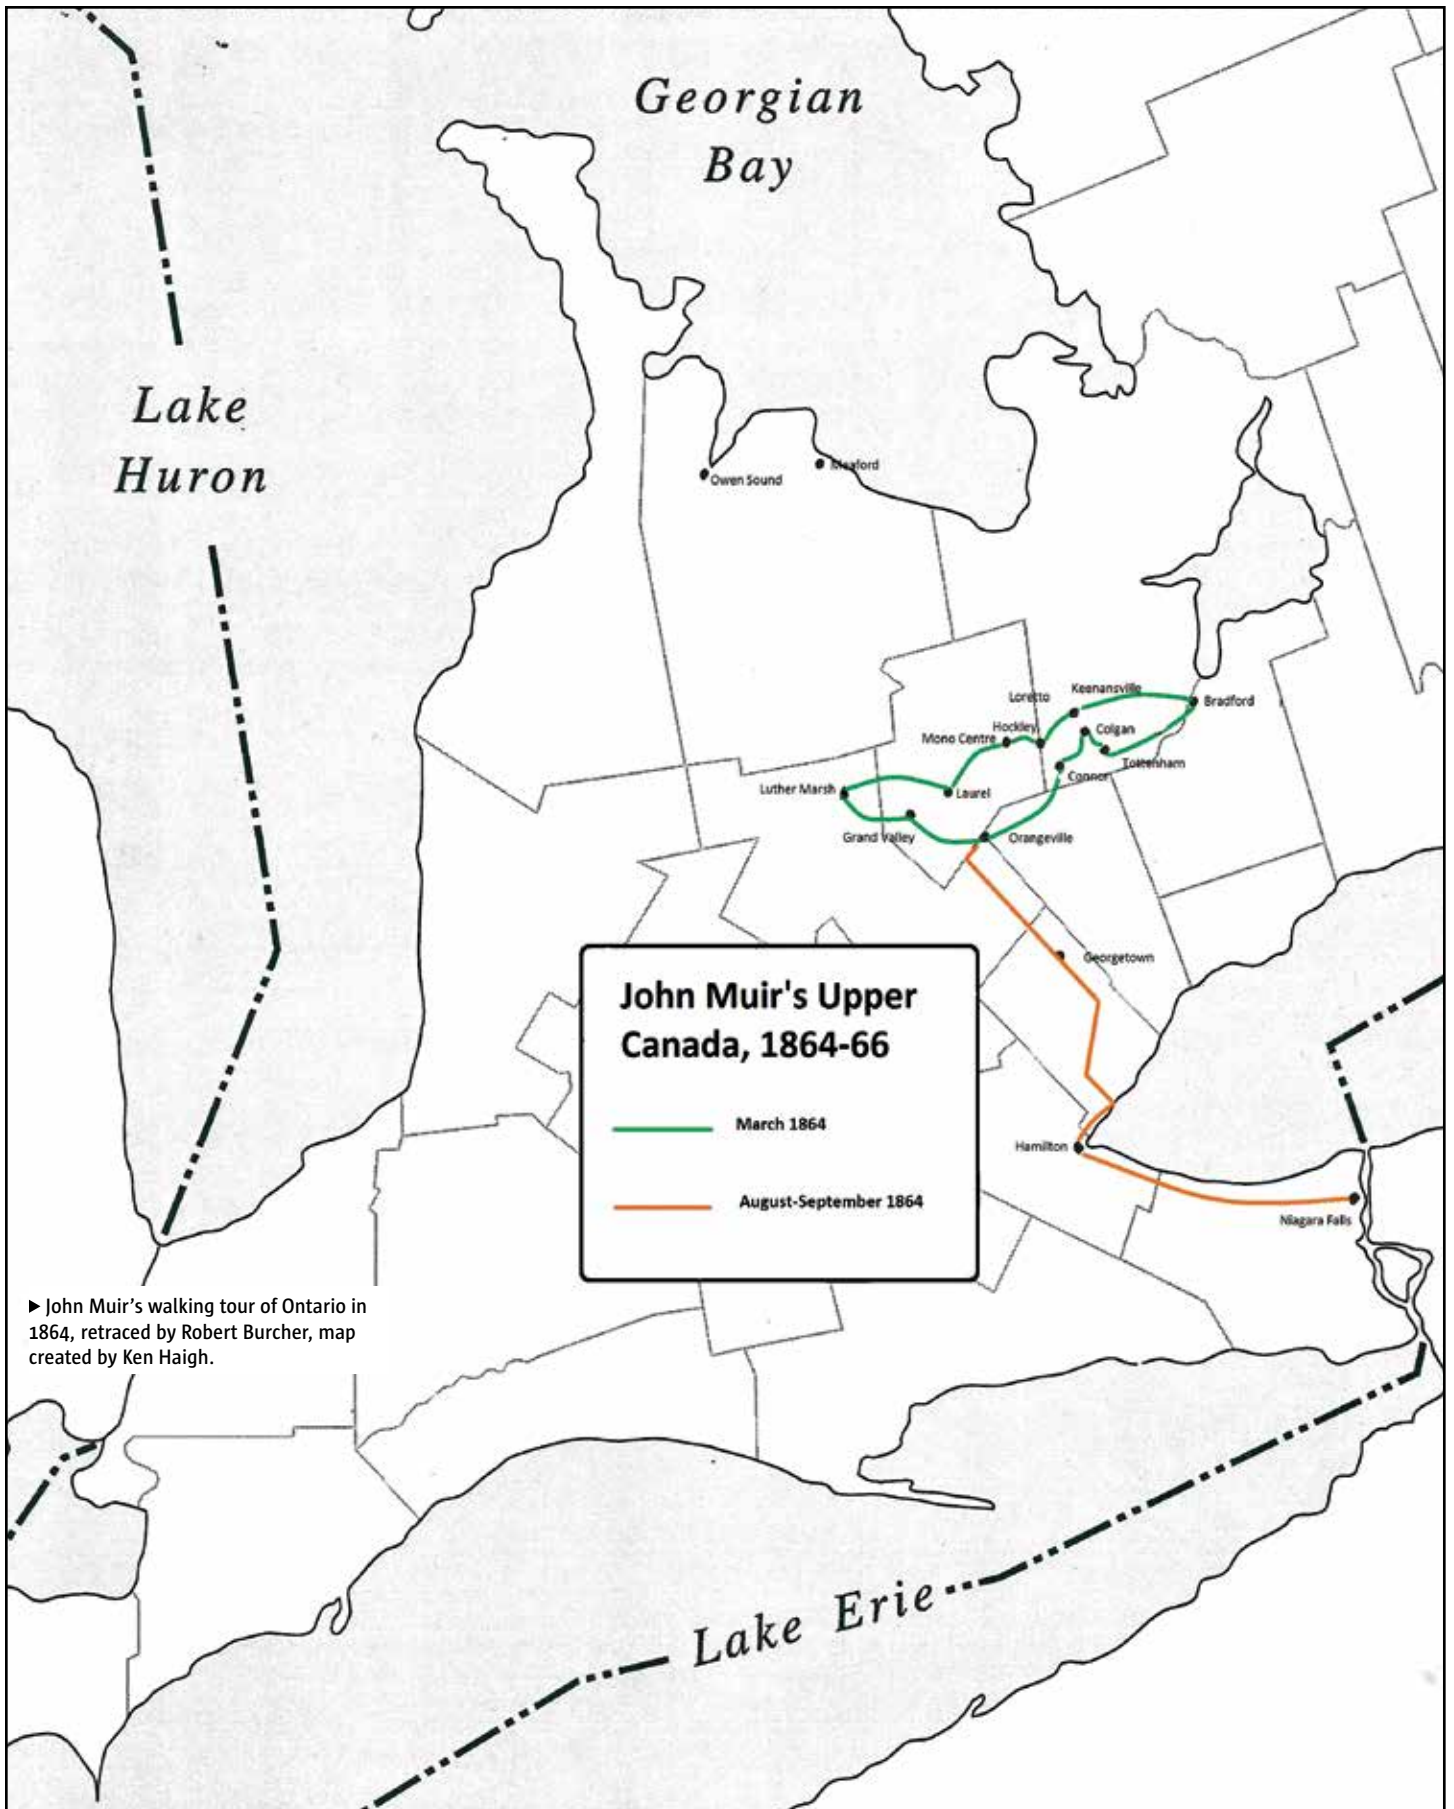 Georgian
Bay
Lake
Huron
Owen Sound
Meaford
Loretto
Keenansville
Bradford
Hockley
Mono Centre
Colgan
Tottenham
Connor
Luther Marsh
Laurel
Grand Valley
Orangeville
Georgetown
John Muir's Upper
Canada, 1864-66
March 1864
August-September 1864
Hamilton
Niagara Falls
▶ John Muir’s walking tour of Ontario in
1864, retraced by Robert Burcher, map
created by Ken Haigh.
Lake Erie